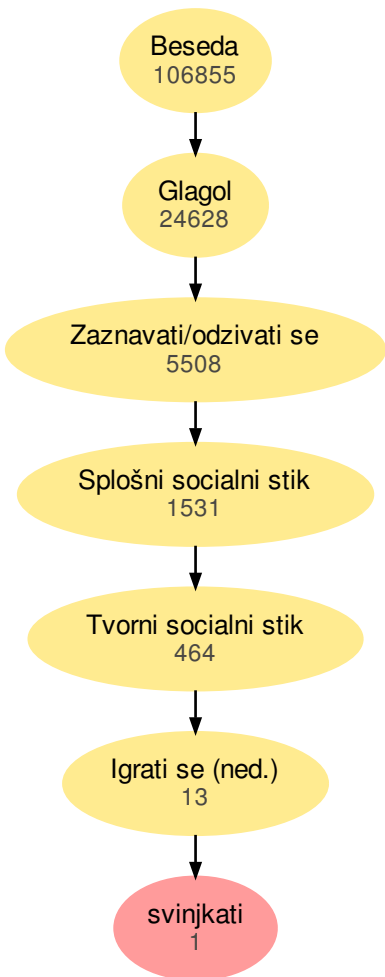 Beseda
106855
Glagol
24628
Zaznavati/odzivati se
5508
Splošni socialni stik
1531
Tvorni socialni stik
464
Igrati se (ned.)
13
svinjkati
1